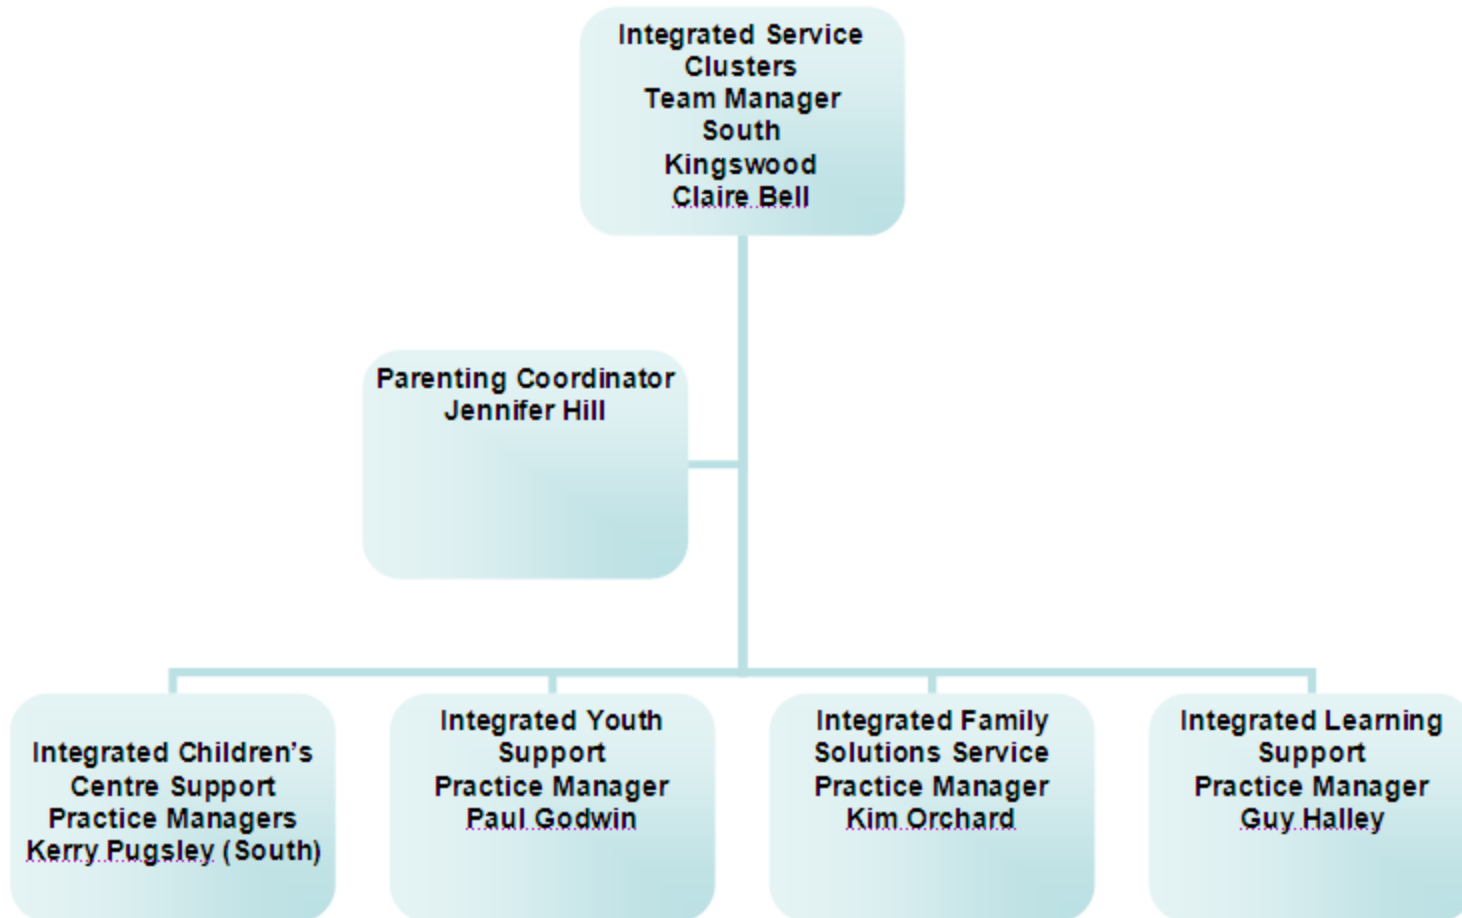 Integrated Service
Clusters
Team Manager
South
Kingswood
Claire Bell
Parenting Coordinator
Jennifer Hill
Integrated Children’s
Centre Support
Practice Managers
Kerry Pugsley (South)
Integrated Youth
Support
Practice Manager
Paul Godwin
Integrated Family
Solutions Service
Practice Manager
Kim Orchard
Integrated Learning
Support
Practice Manager
Guy Halley